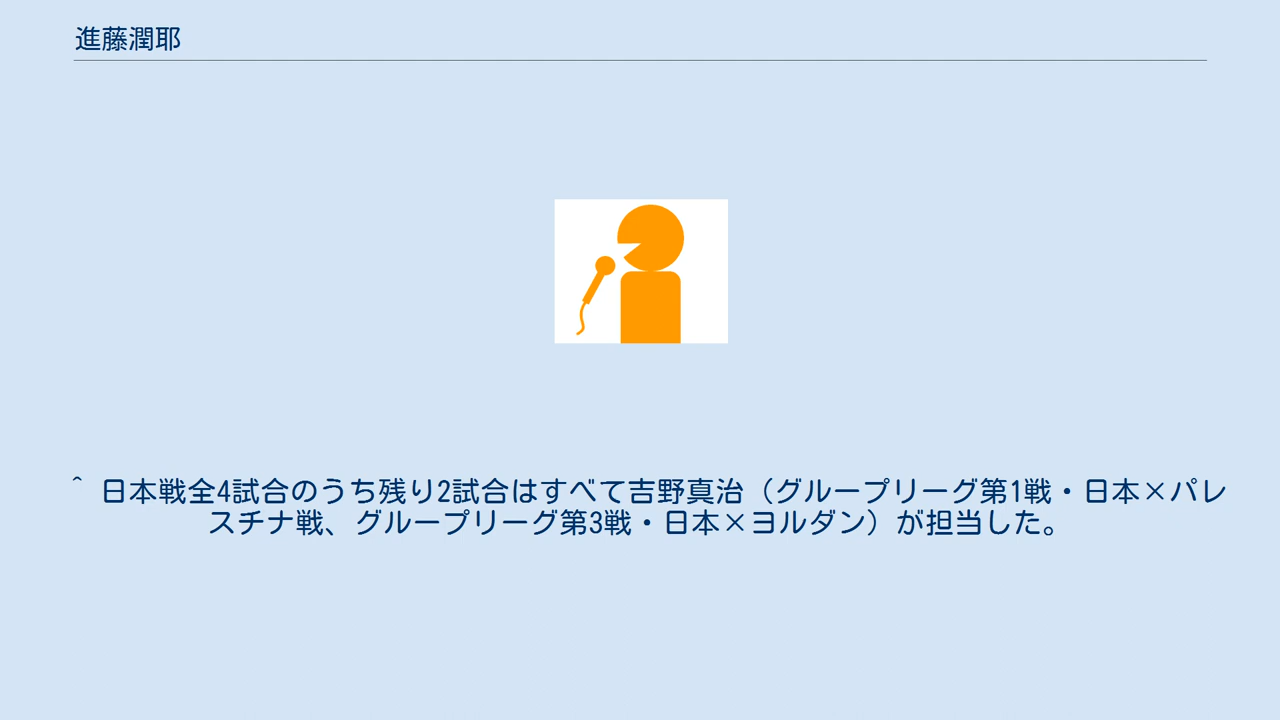 進藤潤耶
^ 日本戦全4試合のうち残り2試合はすべて吉野真治（グループリーグ第1戦・日本×パレ
スチナ戦、グループリーグ第3戦・日本×ヨルダン）が担当した。